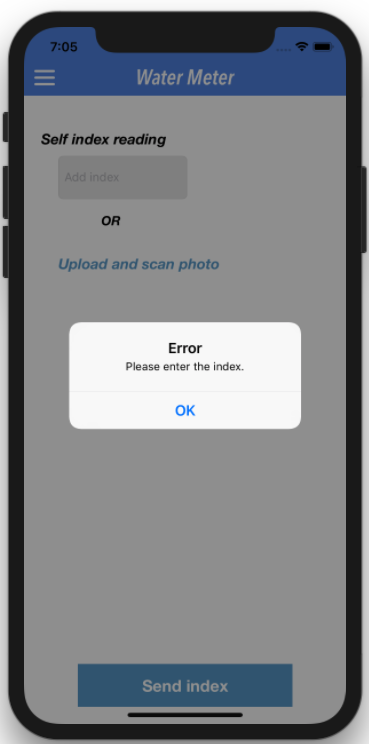 7:05
Water Meter
Self index reading
Add index
OR
Upload and scan photo
Error
Please enter the index.
OK
Send index